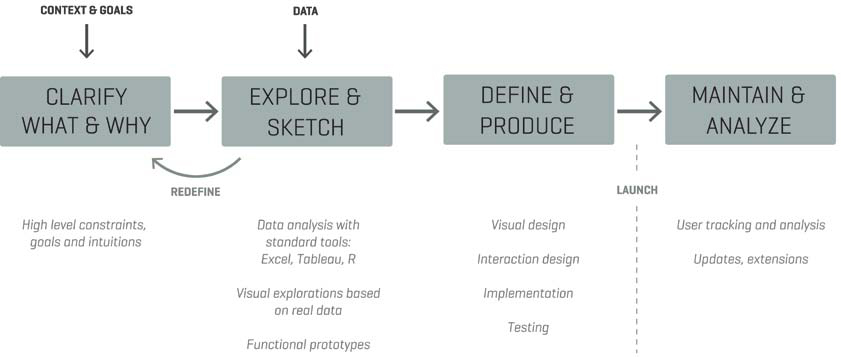 CONTEXT & GOALS
DATA
CLARIFY
WHAT & WHY
EXPLORE &
SKETCH
DEFINE &
PRODUCE
MAINTAIN &
ANALYZE
REDEFINE
LAUNCH
High level constraints,
goals and intuitions
Data analysis with
standard tools:
Excel, Tableau, R
Visual explorations based
on real data
Functional prototypes
Visual design
Interaction design
Implementation
Testing
User tracking and analysis
Updates, extensions